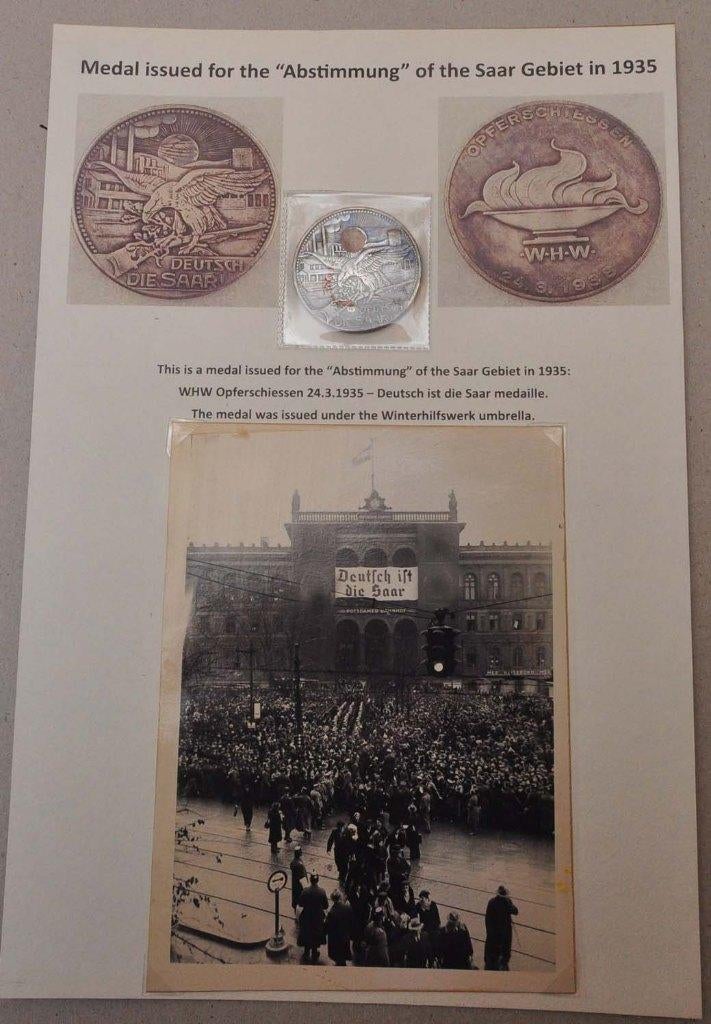 Medal issued for the “Abstimmung” of the Saar Gebiet in 1935
DEUTSCH
DIE SAAR!
OPFERSCHIESSEN
·W·H·W·
24.3.1935
This is a medal issued for the “Abstimmung” of the Saar Gebiet in 1935:
WHW Opferschiessen 24.3.1935 – Deutsch ist die Saar medaille.
The medal was issued under the Winterhilfswerk umbrella.
Deutsch ist
die Saar
POTSDAMER BAHNHOF